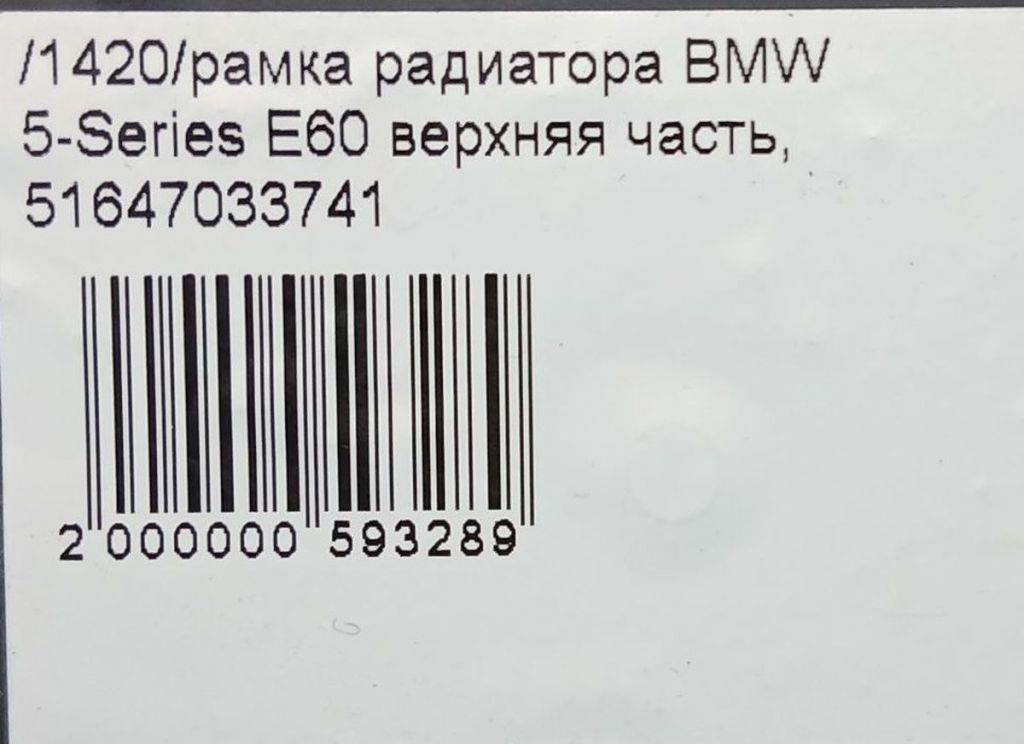 /1420/рамка радиатора BMW
5-Series E60 верхняя часть,
51647033741
2 000000 593289